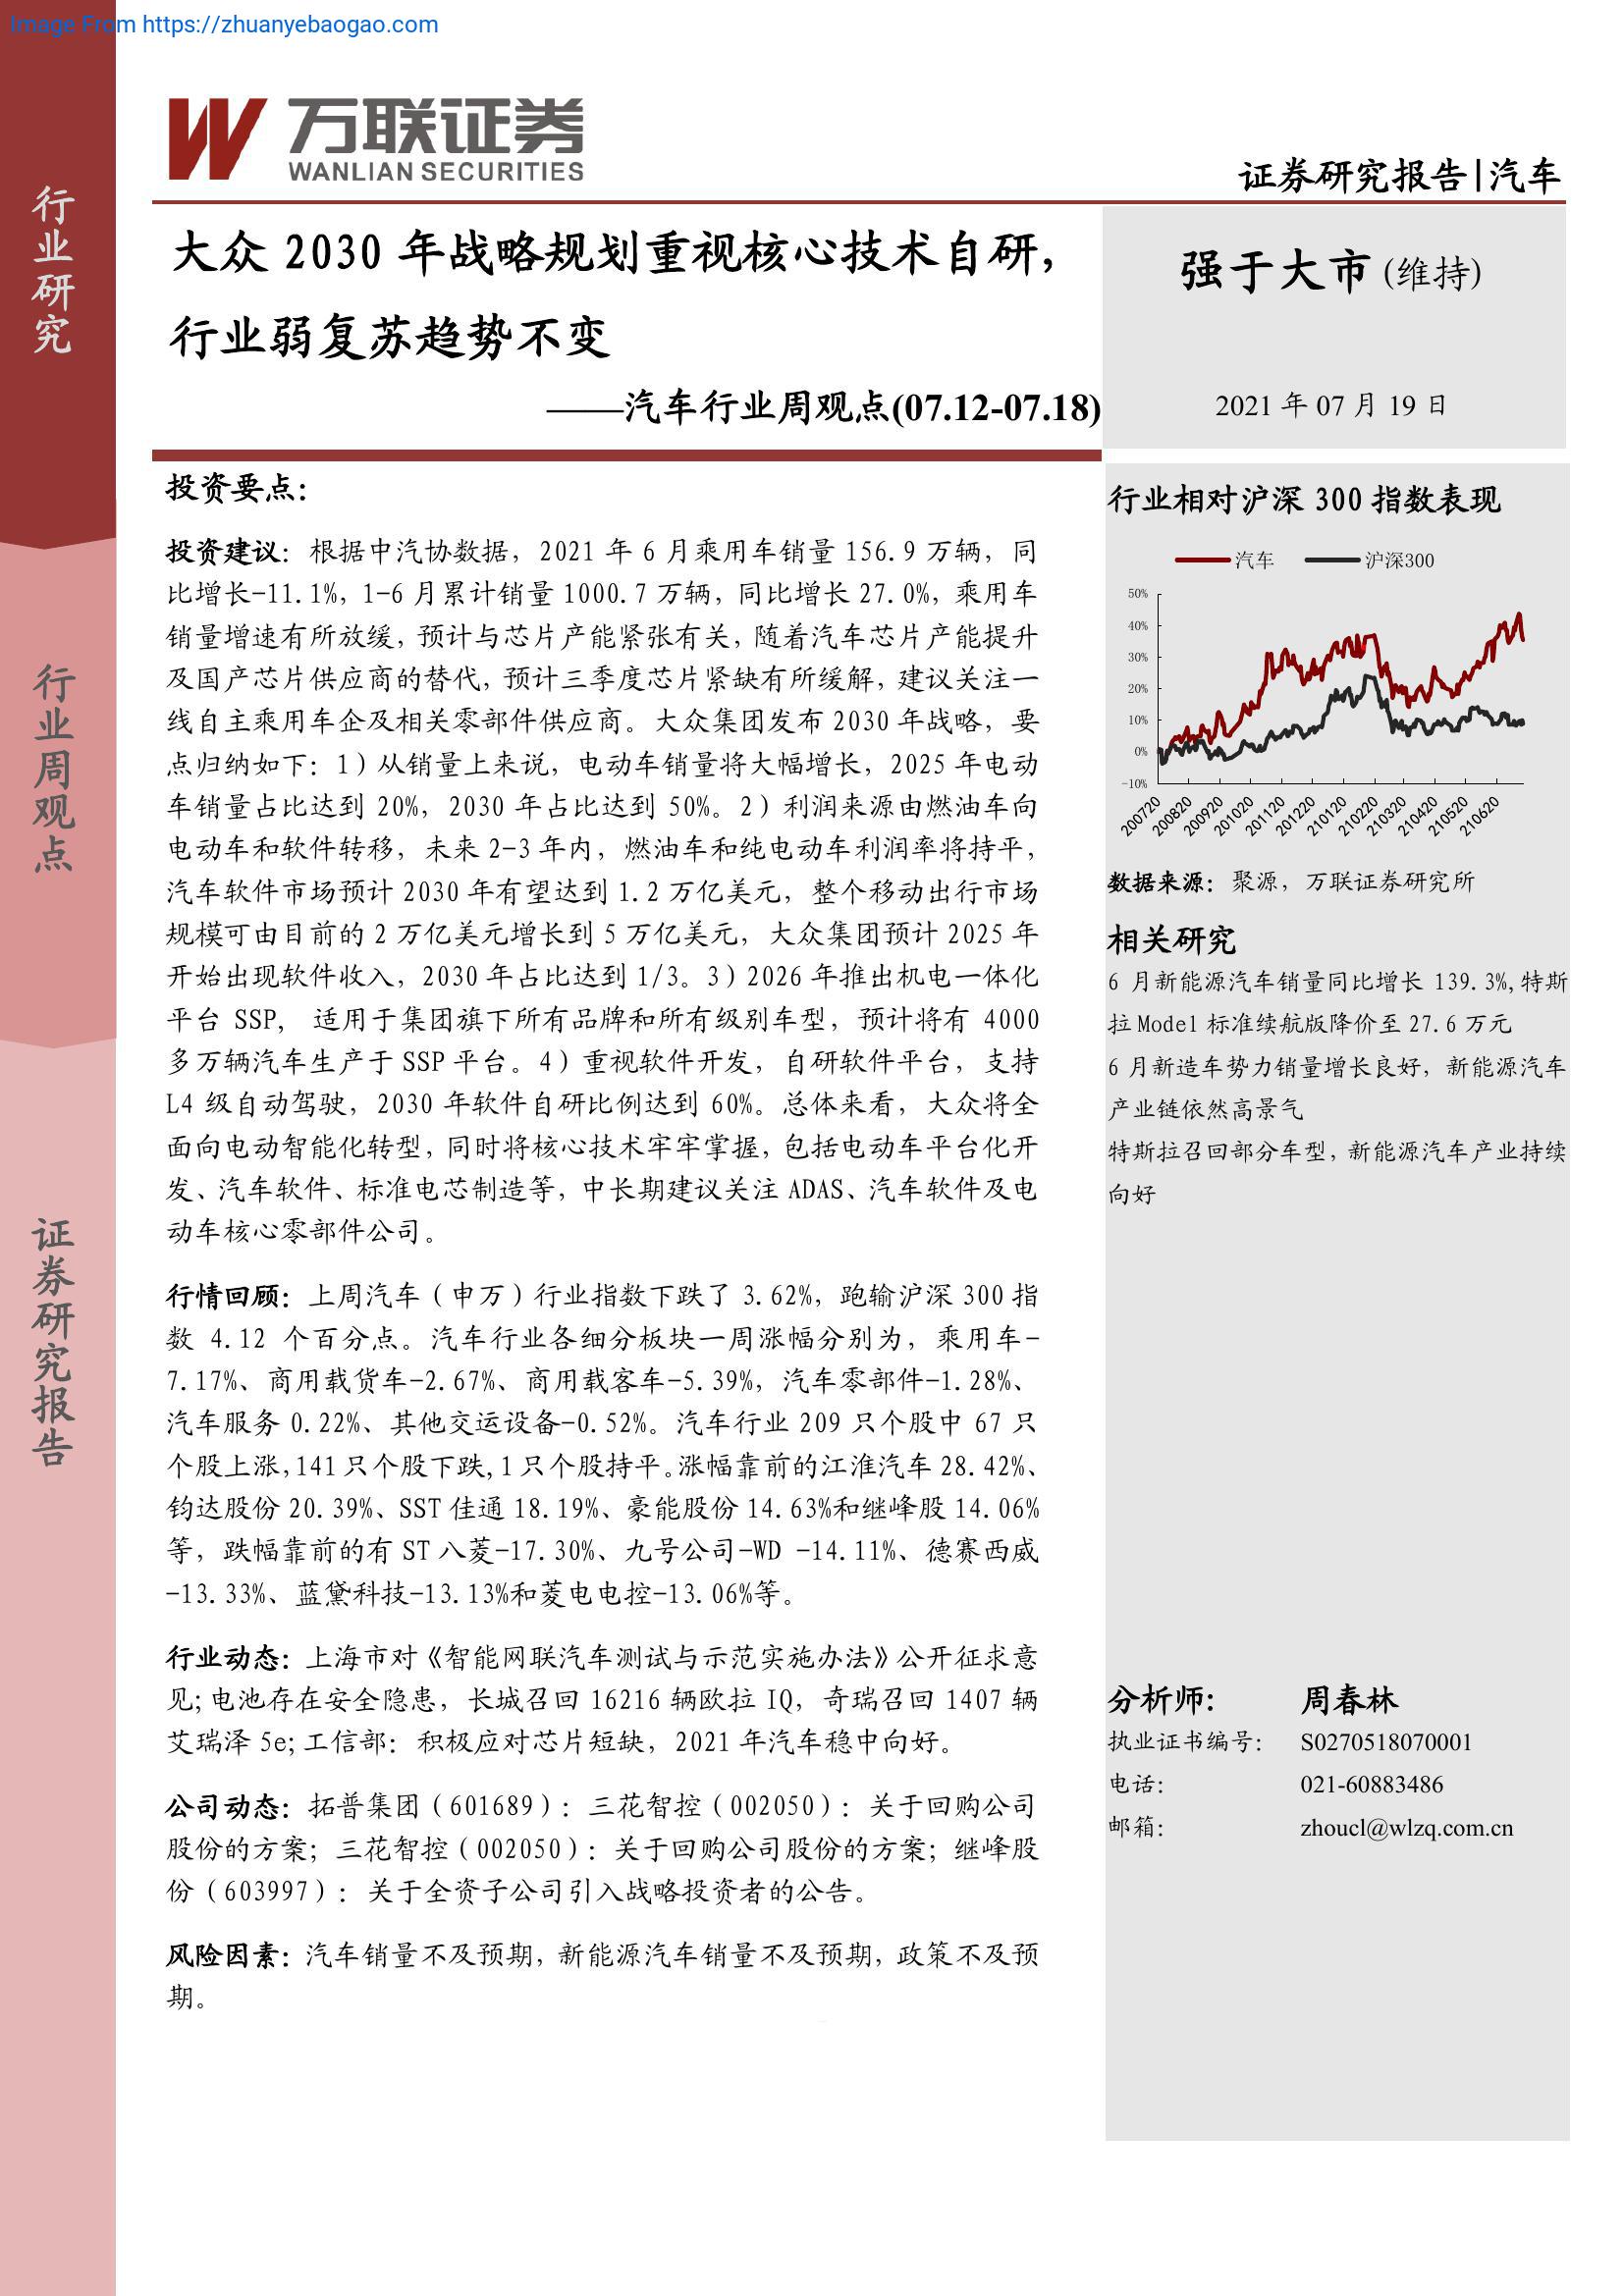 Image From https://zhuanyebaogao.com
万联证券
WANLIAN SECURITIES
证券研究报告|汽车
行业研究
行业周观点
证券研究报告
大众 2030 年战略规划重视核心技术自研，
行业弱复苏趋势不变
——汽车行业周观点(07.12-07.18)
强于大市(维持)
2021 年 07 月 19 日
投资要点：
投资建议：根据中汽协数据，2021 年 6 月乘用车销量 156.9 万辆，同
比增长-11.1%，1-6 月累计销量 1000.7 万辆，同比增长 27.0%，乘用车
销量增速有所放缓，预计与芯片产能紧张有关，随着汽车芯片产能提升
及国产芯片供应商的替代，预计三季度芯片紧缺有所缓解，建议关注一
线自主乘用车企及相关零部件供应商。大众集团发布 2030 年战略，要
点归纳如下：1）从销量上来说，电动车销量将大幅增长，2025 年电动
车销量占比达到 20%，2030 年占比达到 50%。2）利润来源由燃油车向
电动车和软件转移，未来 2-3 年内，燃油车和纯电动车利润率将持平，
汽车软件市场预计 2030 年有望达到 1.2 万亿美元，整个移动出行市场
规模可由目前的 2 万亿美元增长到 5 万亿美元，大众集团预计 2025 年
开始出现软件收入，2030 年占比达到 1/3。3）2026 年推出机电一体化
平台 SSP， 适用于集团旗下所有品牌和所有级别车型，预计将有 4000
多万辆汽车生产于 SSP 平台。4）重视软件开发，自研软件平台，支持
L4 级自动驾驶，2030 年软件自研比例达到 60%。总体来看，大众将全
面向电动智能化转型，同时将核心技术牢牢掌握，包括电动车平台化开
发、汽车软件、标准电芯制造等，中长期建议关注 ADAS、汽车软件及电
动车核心零部件公司。
行情回顾：上周汽车（申万）行业指数下跌了 3.62%，跑输沪深 300 指
数 4.12 个百分点。汽车行业各细分板块一周涨幅分别为，乘用车-
7.17%、商用载货车-2.67%、商用载客车-5.39%，汽车零部件-1.28%、
汽车服务 0.22%、其他交运设备-0.52%。汽车行业 209 只个股中 67 只
个股上涨，141 只个股下跌，1 只个股持平。涨幅靠前的江淮汽车 28.42%、
钧达股份 20.39%、SST 佳通 18.19%、豪能股份 14.63%和继峰股 14.06%
等，跌幅靠前的有 ST 八菱-17.30%、九号公司-WD -14.11%、德赛西威
-13.33%、蓝黛科技-13.13%和菱电电控-13.06%等。
行业动态：上海市对《智能网联汽车测试与示范实施办法》公开征求意
见；电池存在安全隐患，长城召回 16216 辆欧拉 IQ，奇瑞召回 1407 辆
艾瑞泽 5e；工信部：积极应对芯片短缺，2021 年汽车稳中向好。
公司动态：拓普集团（601689）：三花智控（002050）：关于回购公司
股份的方案；三花智控（002050）：关于回购公司股份的方案；继峰股
份（603997）：关于全资子公司引入战略投资者的公告。
风险因素：汽车销量不及预期，新能源汽车销量不及预期，政策不及预
期。
行业相对沪深 300 指数表现
汽车 沪深300
50%
40%
30%
20%
10%
0%
-10%
200720 200820 200920 201020 201120 201220 210120 210220 210320 210420 210520 210620
数据来源：聚源，万联证券研究所
相关研究
6 月新能源汽车销量同比增长 139.3%，特斯
拉 Model 标准续航版降价至 27.6 万元
6 月新造车势力销量增长良好，新能源汽车
产业链依然高景气
特斯拉召回部分车型，新能源汽车产业持续
向好
分析师： 周春林
执业证书编号： S0270518070001
电话： 021-60883486
邮箱： zhoucl@wlzq.com.cn